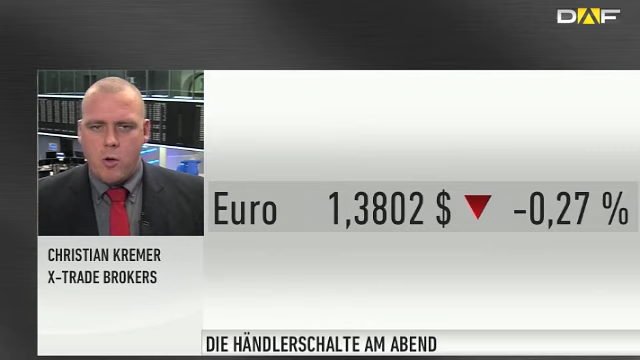 DAF
Euro 1,3802 $ -0,27 %
CHRISTIAN KREMER
X-TRADE BROKERS
DIE HÄNDLERSCHALTE AM ABEND